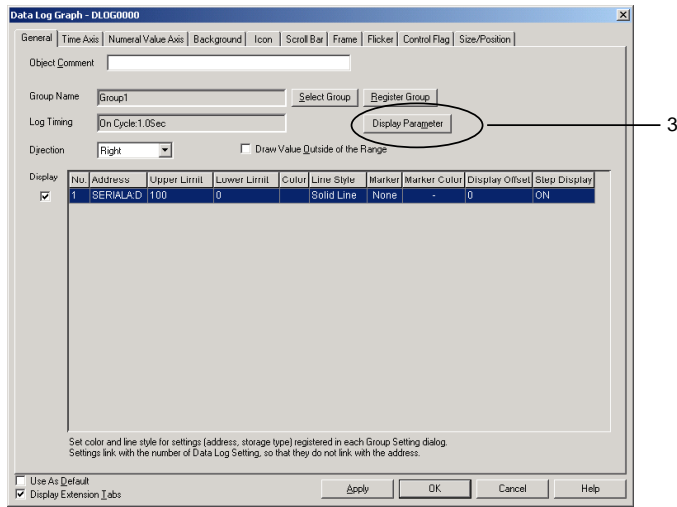 Data Log Graph - DLOG0000
General Time Axis Numeral Value Axis Background Icon Scroll Bar Frame Flicker Control Flag Size/Position
Object Comment
Group Name Group1 Select Group Register Group
Log Timing On Cycle:1.0Sec Display Parameter 3
Direction Right Draw Value Outside of the Range
Display No. Address Upper Limit Lower Limit Color Line Style Marker Marker Color Display Offset Step Display
1 SERIALA:D 100 0 Solid Line None - 0 ON
Set color and line style for settings (address, storage type) registered in each Group Setting dialog.
Settings link with the number of Data Log Setting, so that they do not link with the address.
Use As Default
Display Extension Tabs Apply OK Cancel Help